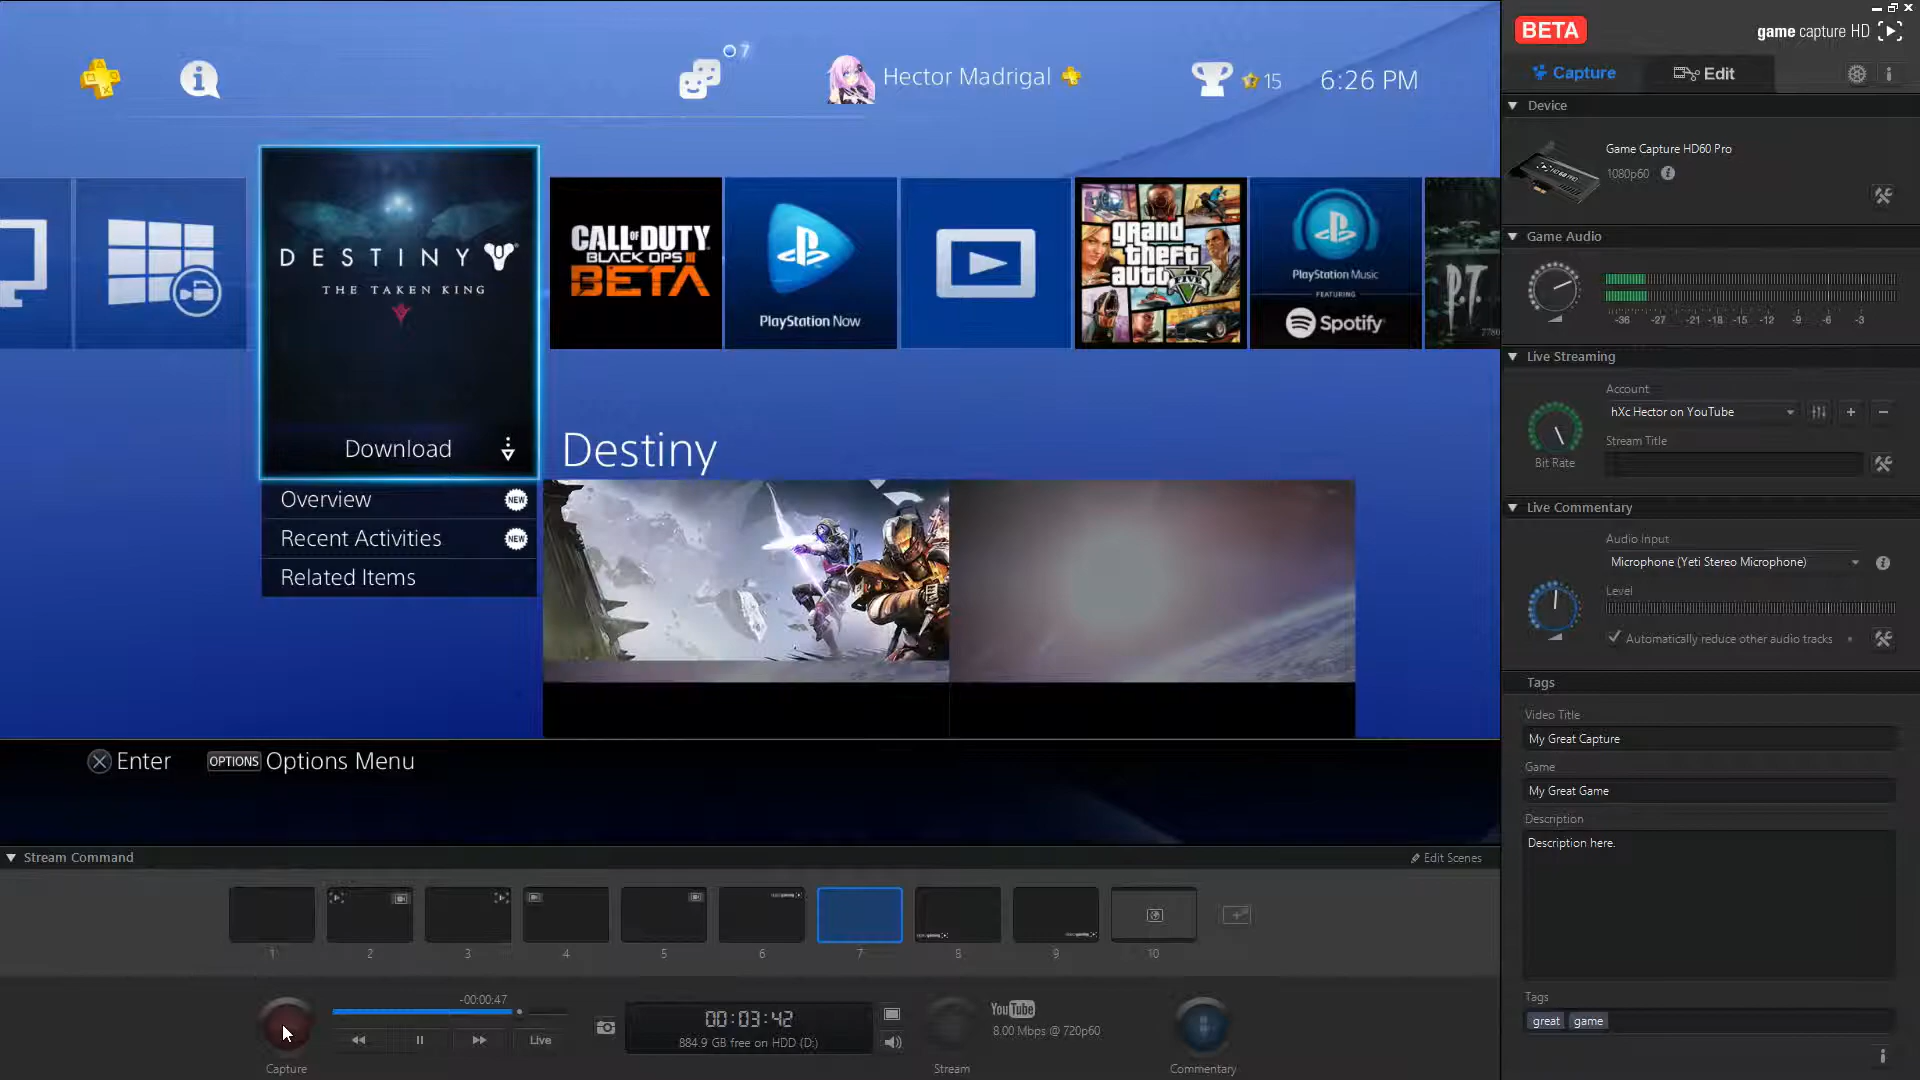 7
Hector Madrigal
15
6:26 PM
DESTINY
THE TAKEN KING
Download
Overview
NEW
Recent Activities
NEW
Related Items
CALL OF DUTY
BLACK OPS III
BETA
PlayStation Now
grand
theft
auto
V
FIVE
PlayStation Music
FEATURING
Spotify
P.T.
7780
Destiny
Enter
OPTIONS Options Menu
BETA
game capture HD
Capture
Edit
Device
Game Capture HD60 Pro
1080p60
Game Audio
-36 -27 -21 -18 -15 -12 -9 -6 -3
Live Streaming
Account
hXc Hector on YouTube
Stream Title
Bit Rate
Live Commentary
Audio Input
Microphone (Yeti Stereo Microphone)
Level
Automatically reduce other audio tracks
Tags
Video Title
My Great Capture
Game
My Great Game
Description
Description here.
Tags
great game
Stream Command
Edit Scenes
1 2 3 4 5 6 7 8 9 10
-00:00:47
Live
Capture
00:03:42
884.9 GB free on HDD (D:)
Stream
YouTube
8.00 Mbps @ 720p60
Commentary